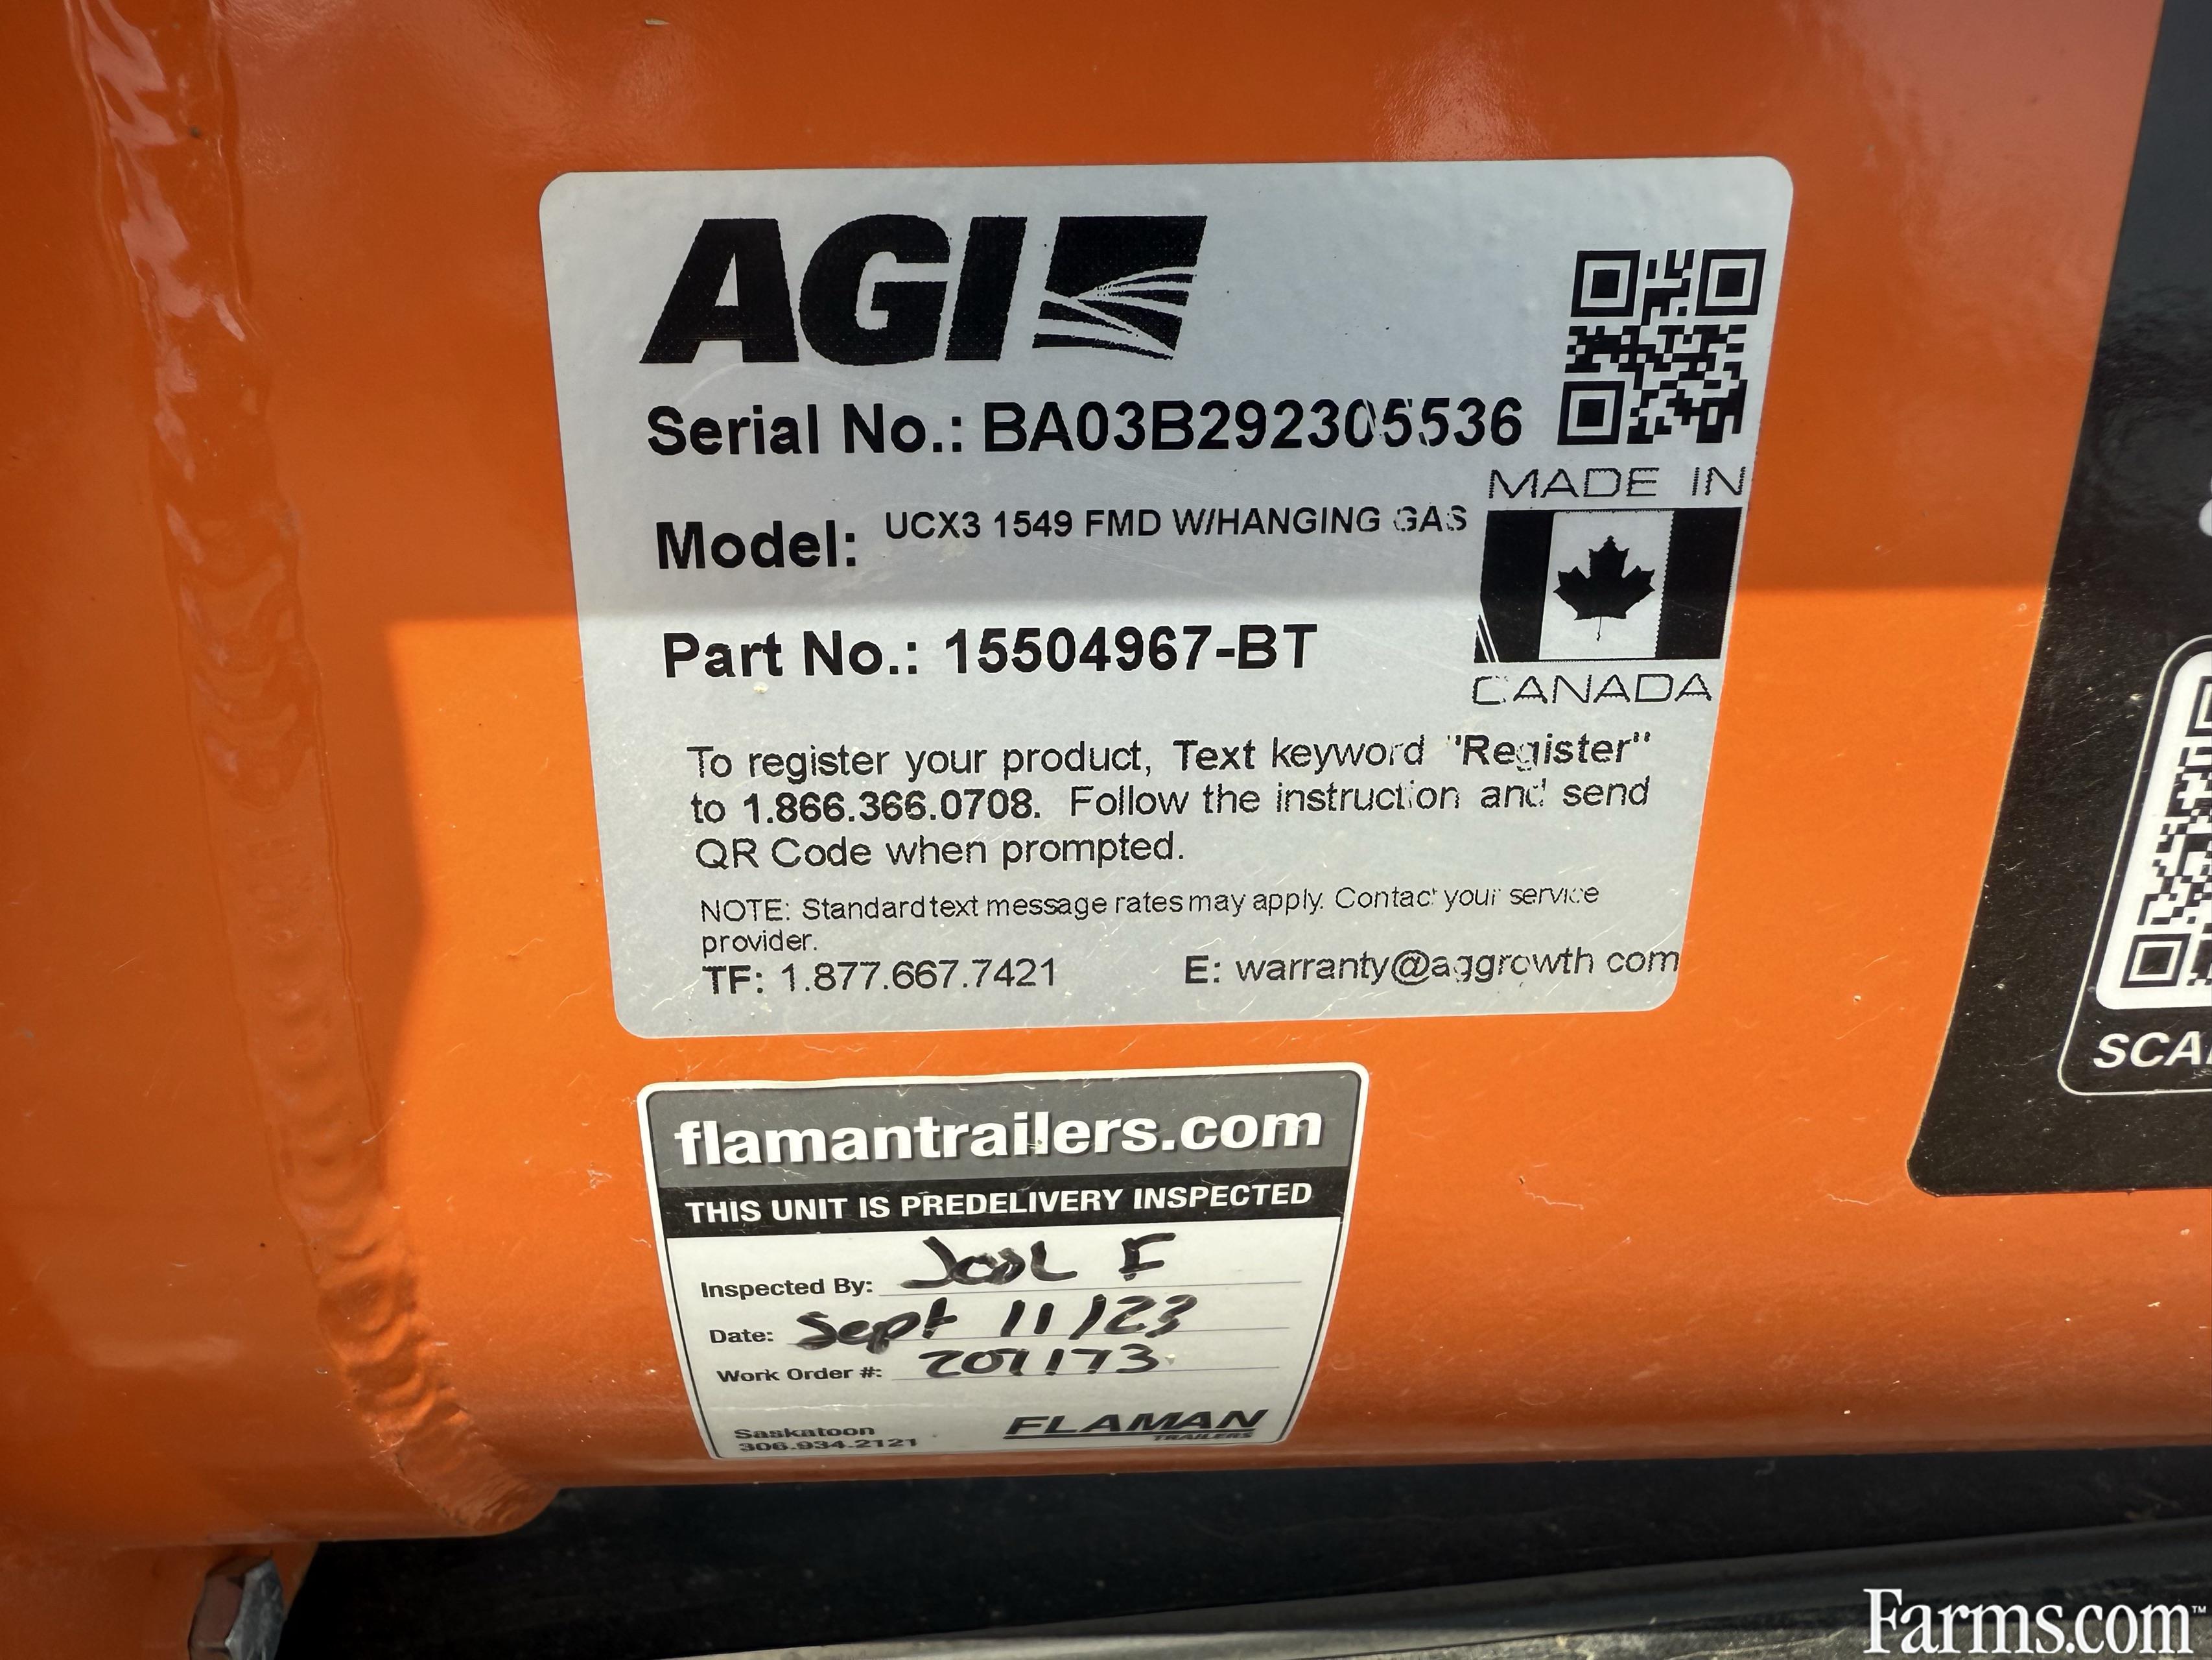 AGI
Serial No.: BA03B292305536
MADE IN
Model: UCX3 1549 FMD W/HANGING GAS
Part No.: 15504967-BT
CANADA
To register your product, Text keyword "Register"
to 1.866.366.0708. Follow the instruction and send
QR Code when prompted.
NOTE: Standard text message rates may apply. Contact your service
provider.
TF: 1.877.667.7421 E: warranty@aggrowth com
flamantrailers.com
THIS UNIT IS PREDELIVERY INSPECTED
Inspected By: F
Date: Sept 11/23
Work Order #: 201173
Saskatoon
306.934.2121
FLAMAN
TRAILERS
Farms.com™